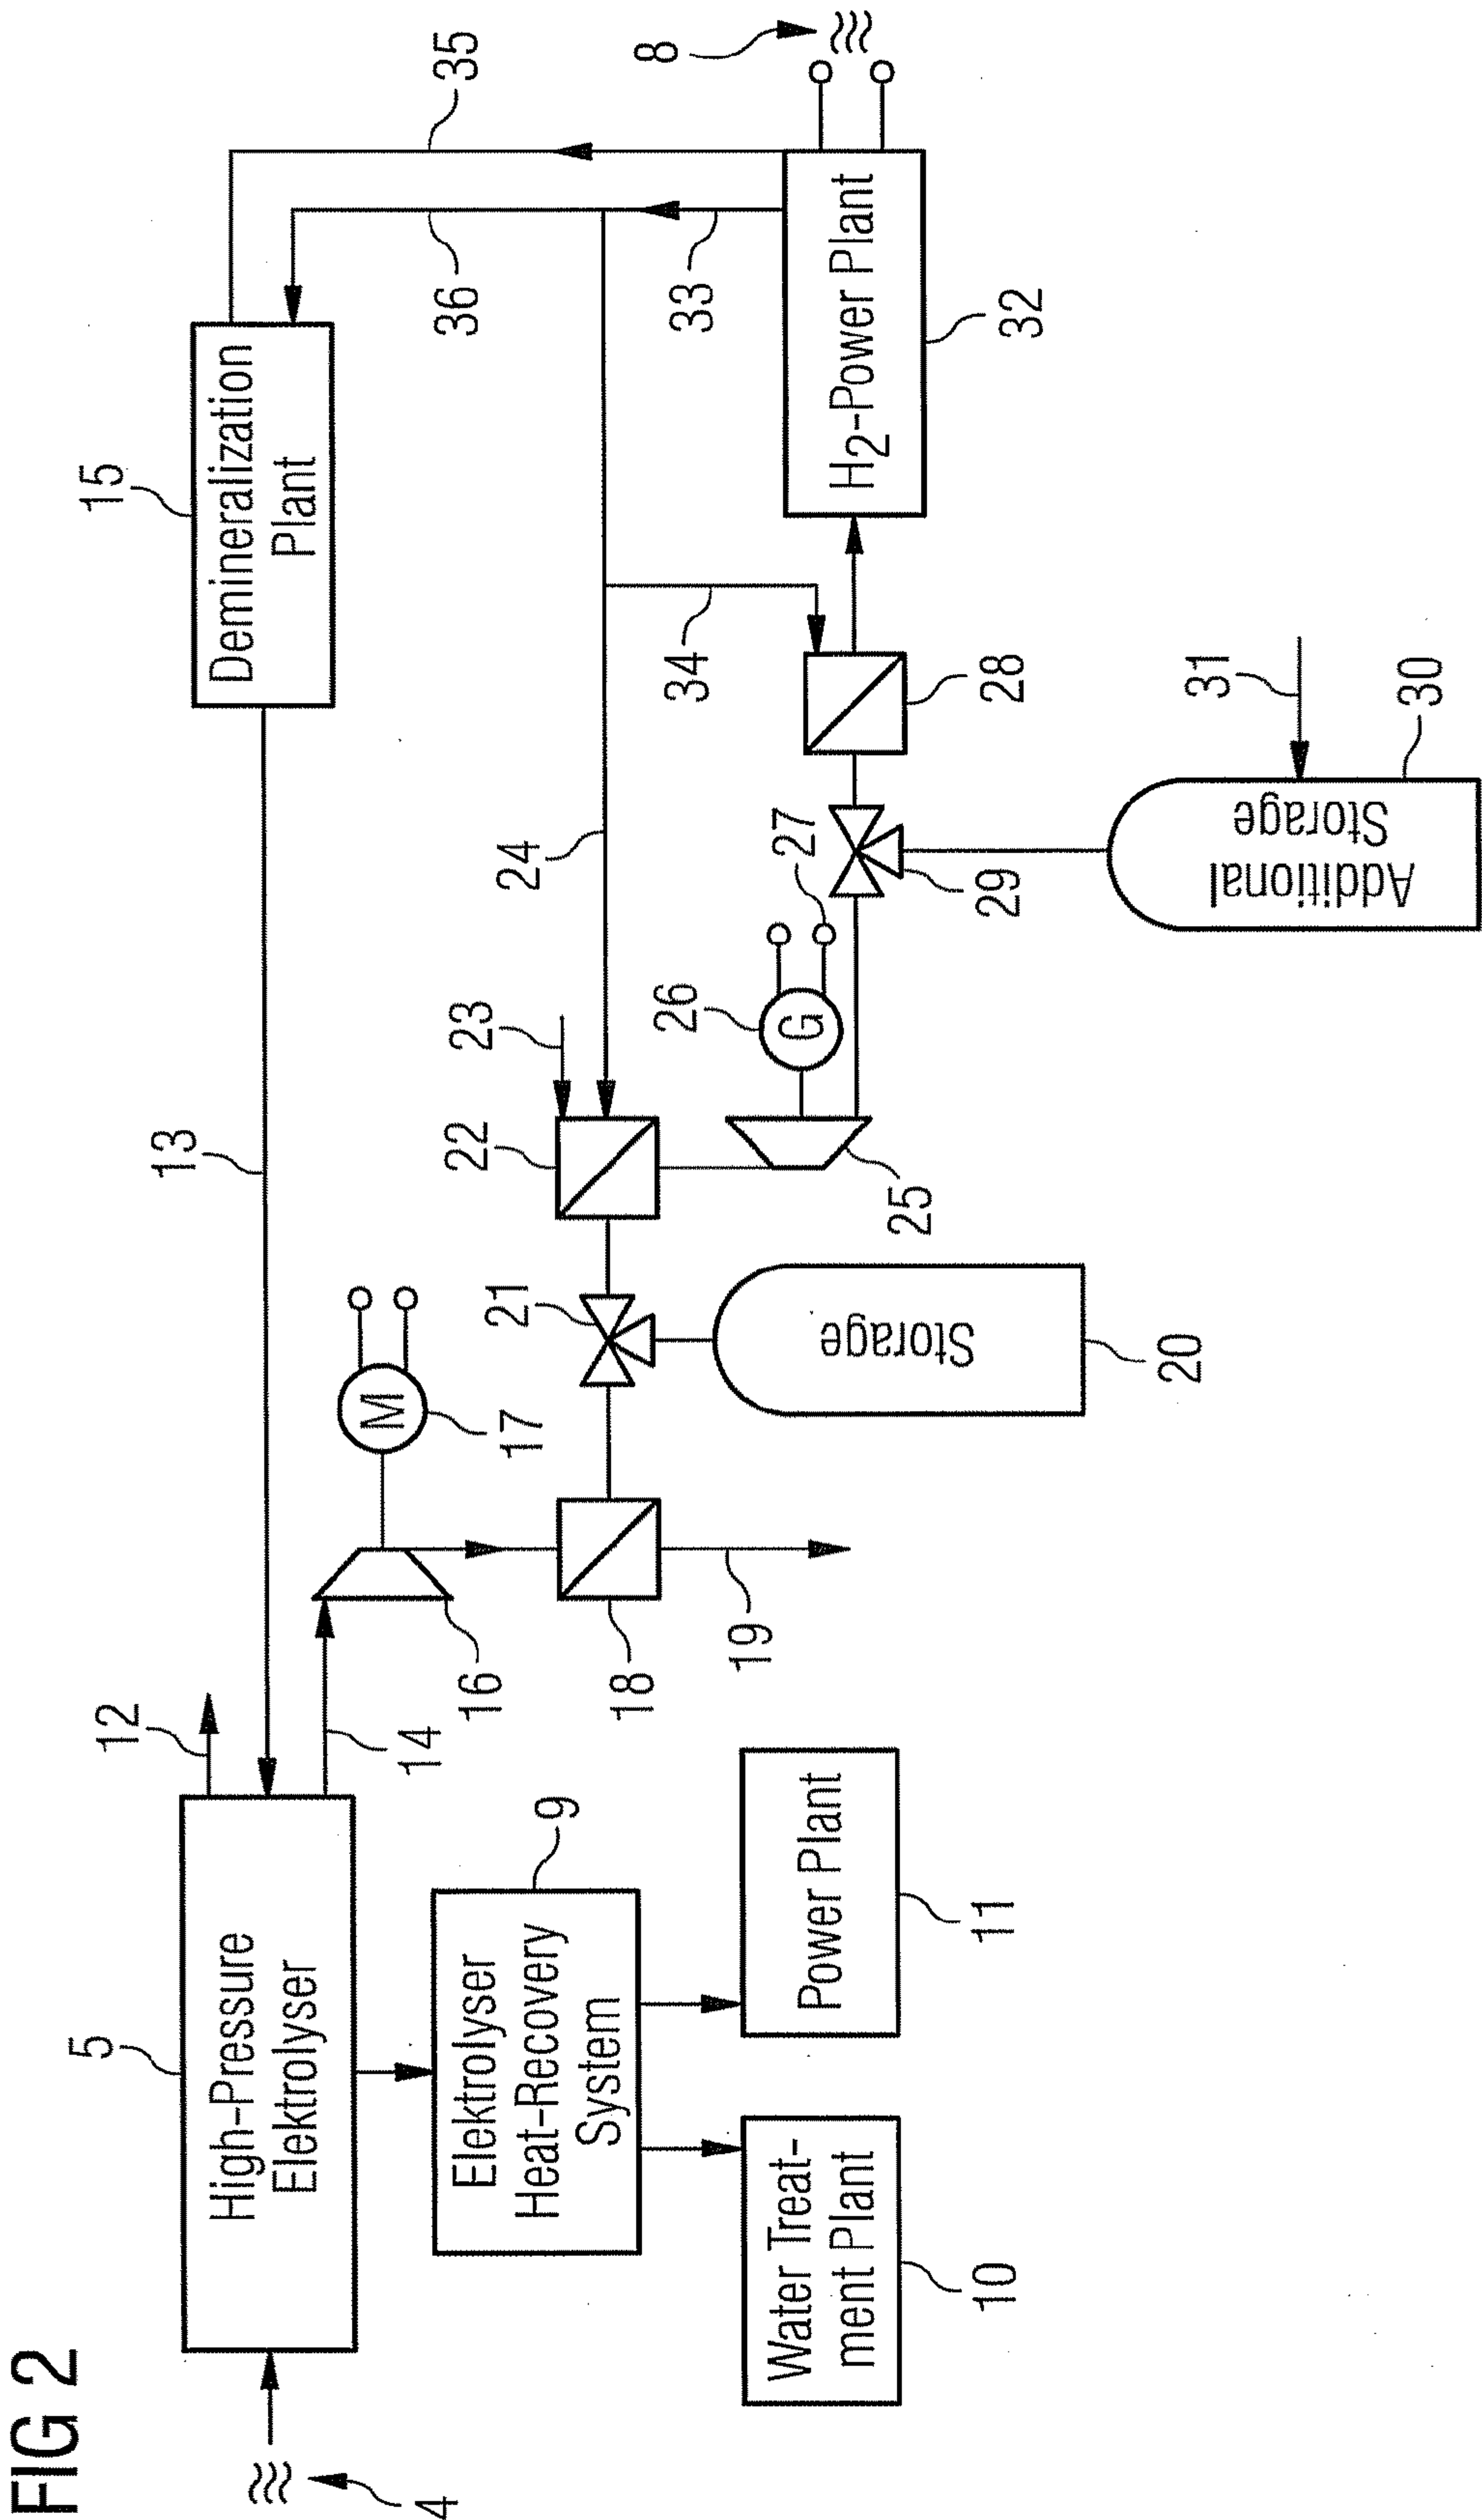 FIG 2
4
5
High-Pressure
Elektrolyser
12
13
14
15
Demineralization
Plant
35
36
33
8
16
M
17
18
19
Elektrolyser
Heat-Recovery
System
9
Water Treat-
ment Plant
10
Power Plant
11
21
Storage
20
22
23
24
25
G
26
27
28
29
34
H2-Power Plant
32
31
Additional
Storage
30